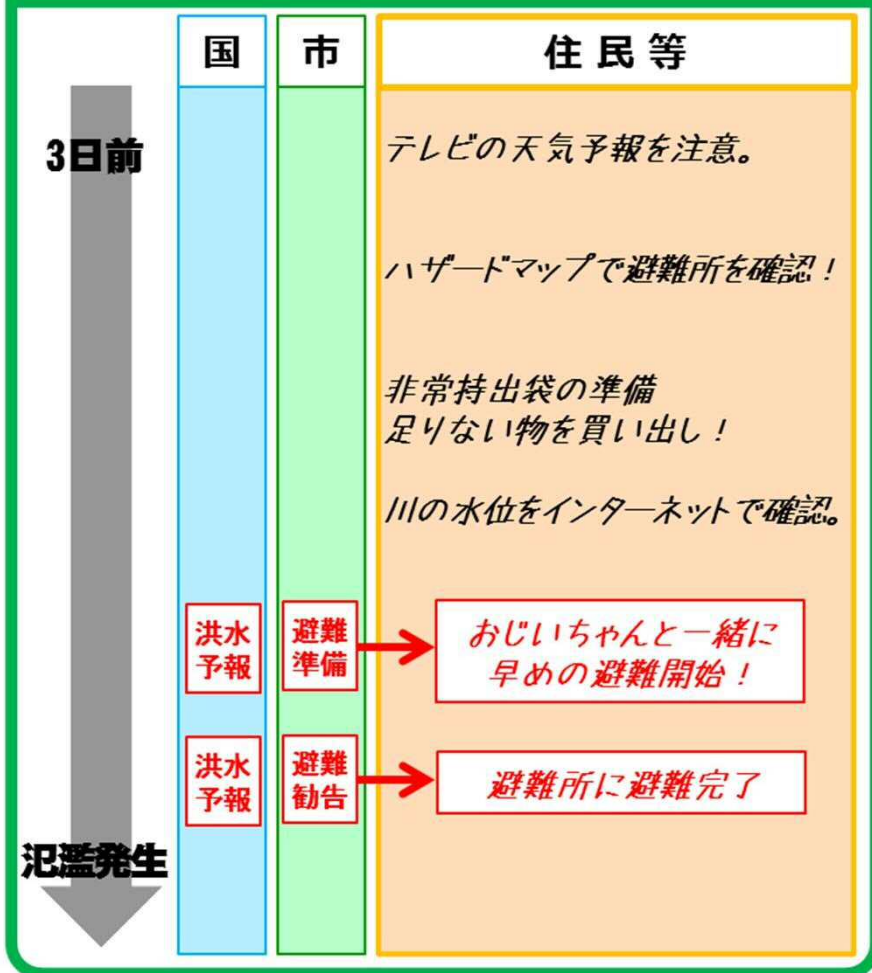 国
市
住民等
3日前
テレビの天気予報を注意。
ハザードマップで避難所を確認！
非常持出袋の準備
足りない物を買い出し！
川の水位をインターネットで確認。
洪水
予報
避難
準備
おじいちゃんと一緒に
早めの避難開始！
洪水
予報
避難
勧告
避難所に避難完了
氾濫発生